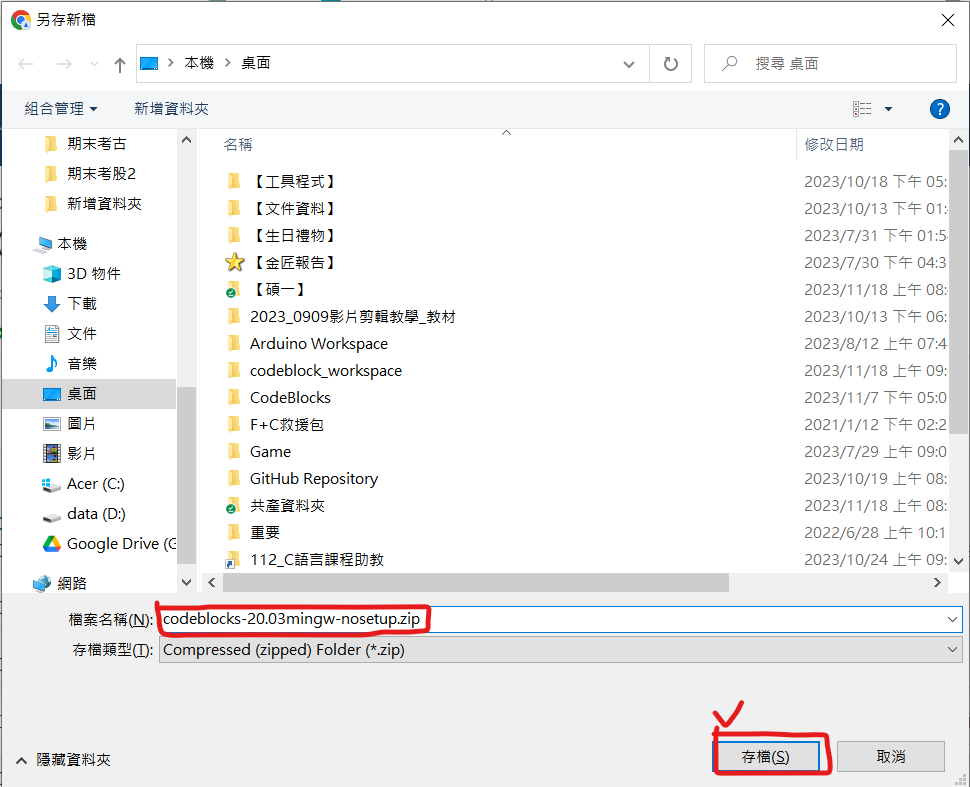 另存新檔
本機 桌面
搜尋 桌面
組合管理 新增資料夾
期末考古
期末考股2
新增資料夾
本機
3D 物件
下載
文件
音樂
桌面
圖片
影片
Acer (C:)
data (D:)
Google Drive (G
網路
名稱 修改日期
【工具程式】 2023/10/18 下午 05:
【文件資料】 2023/10/13 下午 01:
【生日禮物】 2023/7/31 下午 01:5
【金匠報告】 2023/7/30 下午 04:3
【碩一】 2023/11/18 上午 08:
2023_0909影片剪輯教學_教材 2023/10/13 下午 06:
Arduino Workspace 2023/8/12 上午 07:4
codeblock_workspace 2023/11/18 上午 09:
CodeBlocks 2023/11/7 下午 05:0
F+C救援包 2021/1/12 下午 02:2
Game 2023/7/29 上午 09:0
GitHub Repository 2023/10/19 上午 08:
共產資料夾 2023/11/18 上午 08:
重要 2022/6/28 上午 10:1
112_C語言課程助教 2023/10/24 上午 09:
檔案名稱(N): codeblocks-20.03mingw-nosetup.zip
存檔類型(T): Compressed (zipped) Folder (*.zip)
隱藏資料夾 存檔(S) 取消